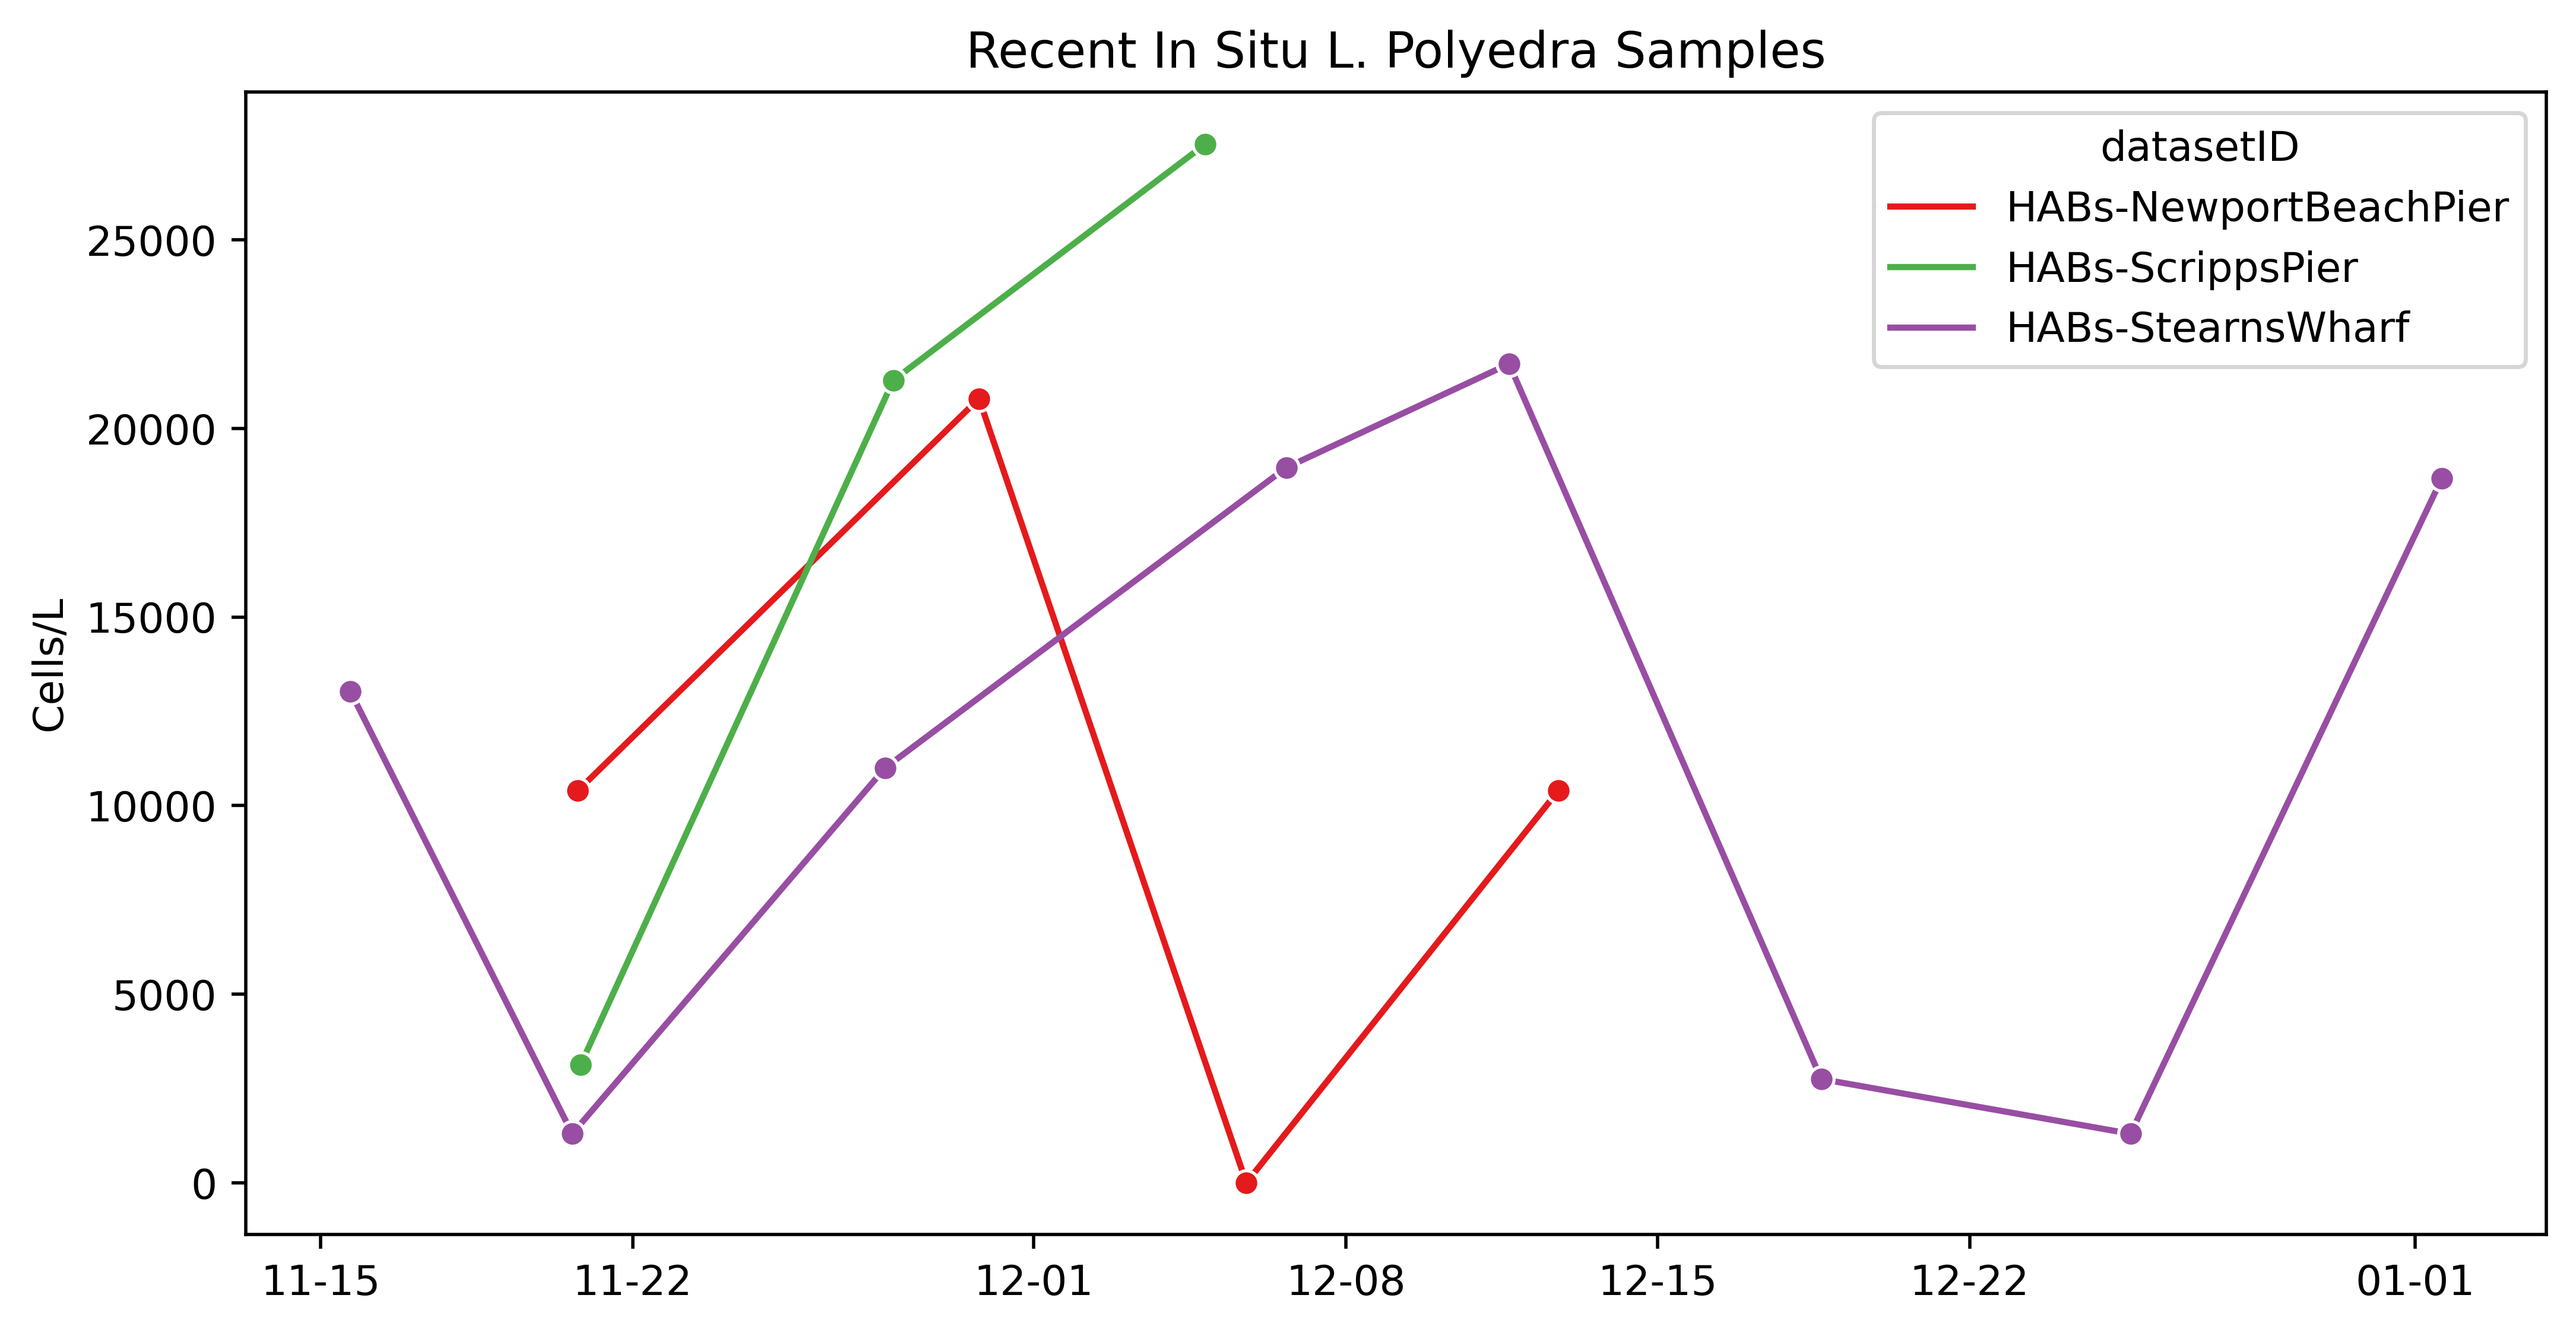 Recent In Situ L. Polyedra Samples
datasetID
HABs-NewportBeachPier
HABs-ScrippsPier
HABs-StearnsWharf
Cells/L
25000
20000
15000
10000
5000
0
11-15 11-22 12-01 12-08 12-15 12-22 01-01